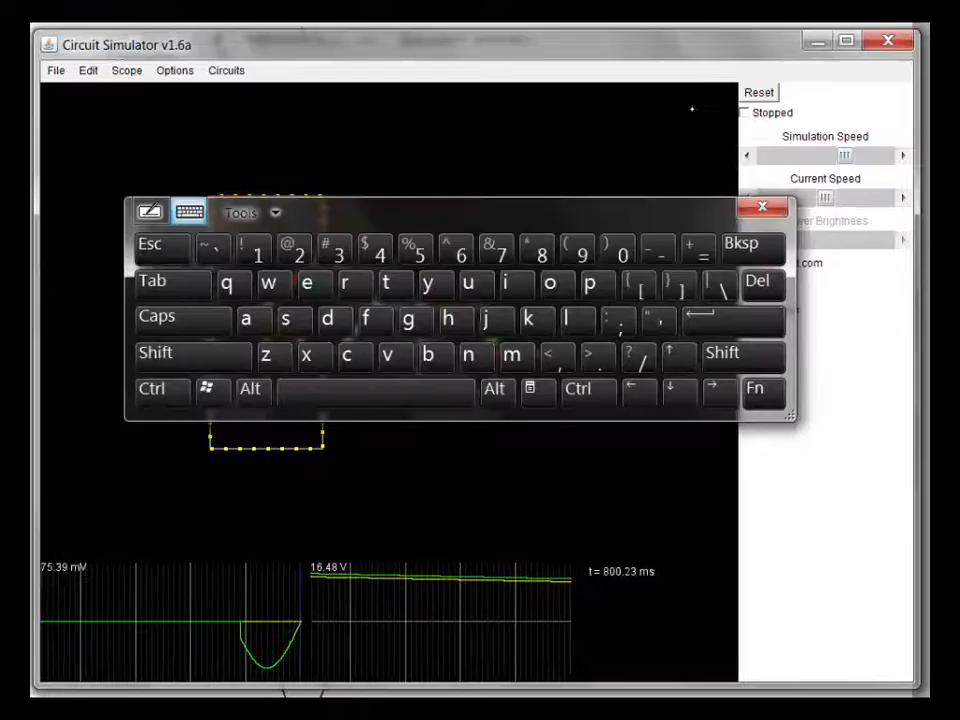 Circuit Simulator v1.6a
File Edit Scope Options Circuits
Reset
Stopped
Simulation Speed
Current Speed
Brightness
.com
Tools
Esc ~ ` ! 1 @ 2 # 3 $ 4 % 5 ^ 6 & 7 * 8 ( 9 ) 0 _ - + = Bksp
Tab q w e r t y u i o p { [ } ] | \ Del
Caps a s d f g h j k l : ; " '
Shift z x c v b n m < , > . ? / ↑ Shift
Ctrl Alt Alt Ctrl ← ↓ → Fn
75.39 mV
16.48 V
t = 800.23 ms